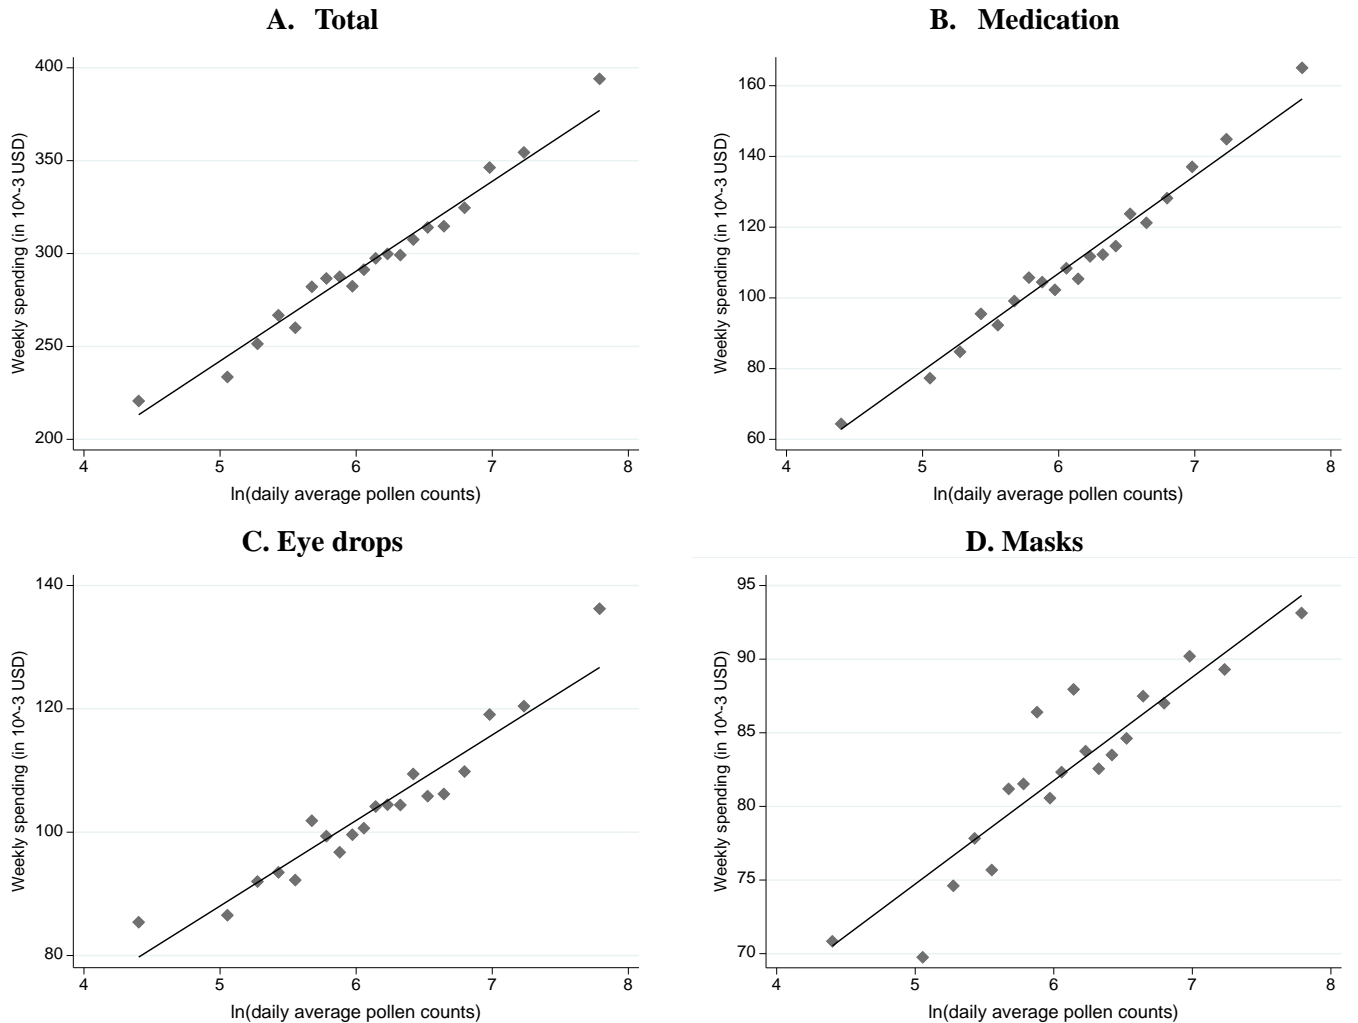 A. Total
Weekly spending (in 10^-3 USD)
400
350
300
250
200
4 5 6 7 8
ln(daily average pollen counts)
B. Medication
Weekly spending (in 10^-3 USD)
160
140
120
100
80
60
4 5 6 7 8
ln(daily average pollen counts)
C. Eye drops
Weekly spending (in 10^-3 USD)
140
120
100
80
4 5 6 7 8
ln(daily average pollen counts)
D. Masks
Weekly spending (in 10^-3 USD)
95
90
85
80
75
70
4 5 6 7 8
ln(daily average pollen counts)